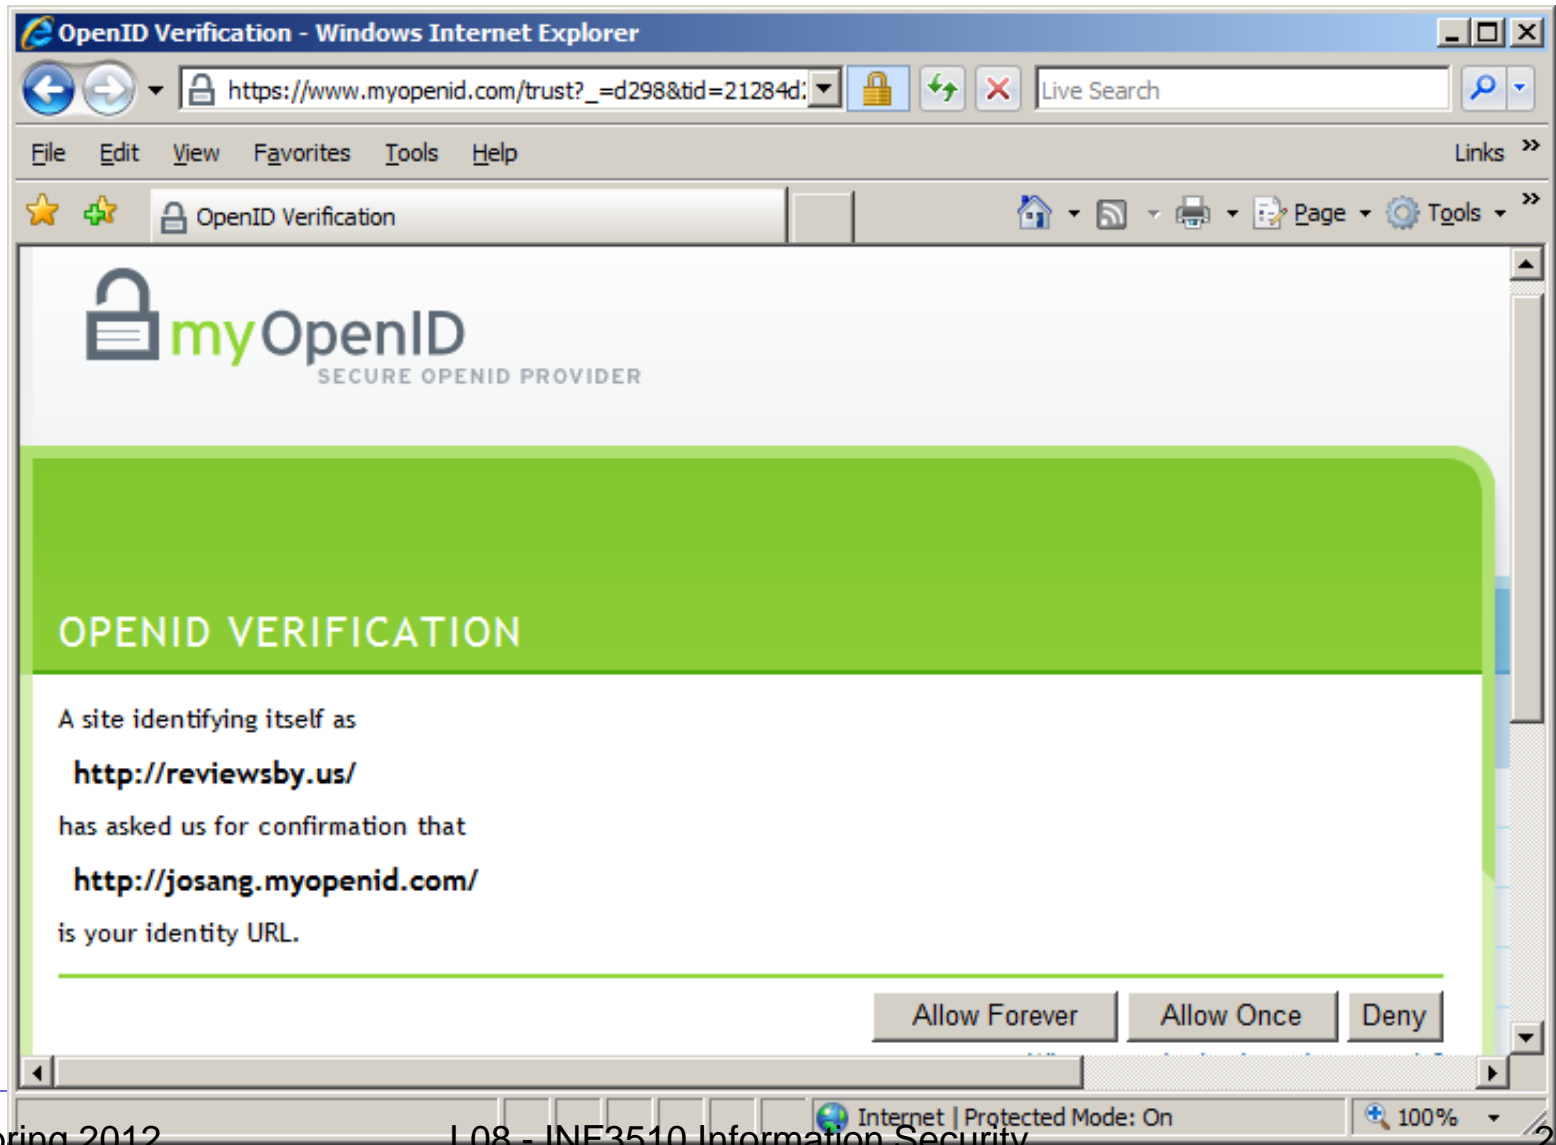 OpenID Verification - Windows Internet Explorer
https://www.myopenid.com/trust?_=d298&tid=21284d
Live Search
File Edit View Favorites Tools Help Links »
OpenID Verification
Page Tools »
myOpenID
SECURE OPENID PROVIDER
OPENID VERIFICATION
A site identifying itself as
http://reviewsby.us/
has asked us for confirmation that
http://josang.myopenid.com/
is your identity URL.
Allow Forever Allow Once Deny
Internet | Protected Mode: On 100%
2012 L08 - INF3510 Information Security